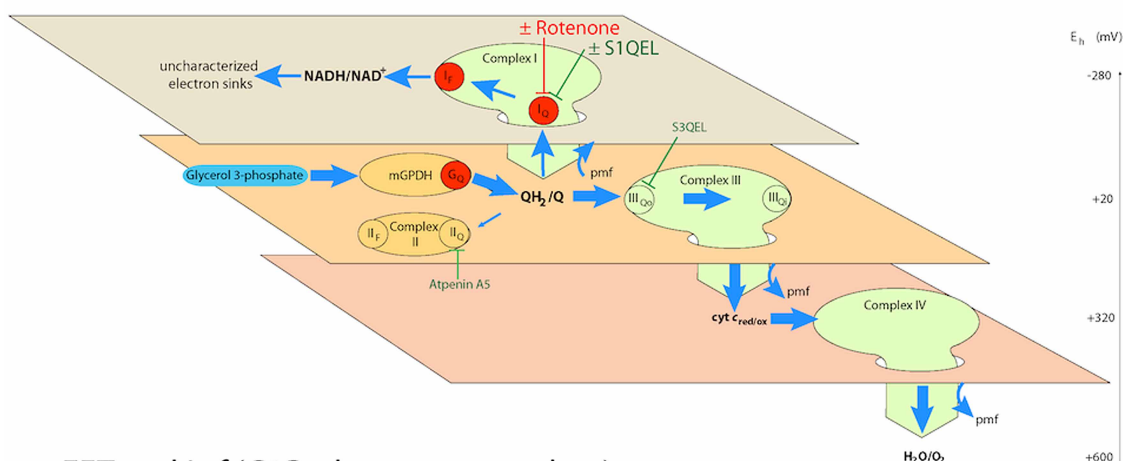 ± Rotenone
± S1QEL
Complex I
Eh (mV)
uncharacterized
electron sinks
NADH/NAD+
IF
IQ
-280
S3QEL
Glycerol 3-phosphate
mGPDH
GQ
pmf
QH2/Q
Complex III
IIIQo
IIIQi
+20
IIF
Complex
II
IIQ
Atpenin A5
pmf
cyt c red/ox
Complex IV
+320
pmf
H2O/O2
+600